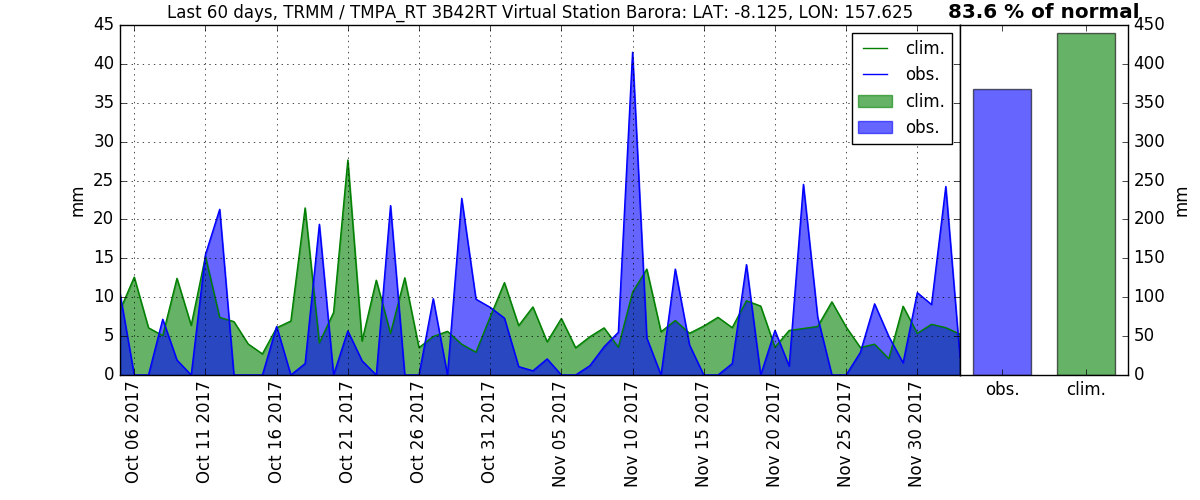 Last 60 days, TRMM / TMPA_RT 3B42RT Virtual Station Barora: LAT: -8.125, LON: 157.625
83.6 % of normal
45
40
35
30
25
20
15
10
5
0
mm
clim.
obs.
clim.
obs.
450
400
350
300
250
200
150
100
50
0
mm
Oct 06 2017
Oct 11 2017
Oct 16 2017
Oct 21 2017
Oct 26 2017
Oct 31 2017
Nov 05 2017
Nov 10 2017
Nov 15 2017
Nov 20 2017
Nov 25 2017
Nov 30 2017
obs.
clim.